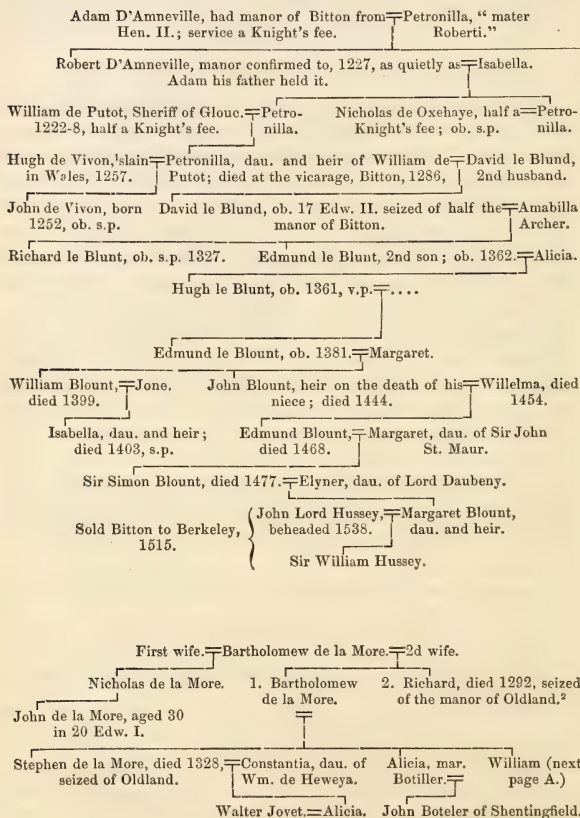 Adam D'Amneville, had manor of Bitton from Petronilla, “ mater
Hen. II.; service a Knight's fee. Roberti.”
Robert D'Amneville, manor confirmed to, 1227, as quietly as Isabella.
Adam his father held it.
William de Putot, Sheriff of Glouc. Petro- Nicholas de Oxehaye, half a Petro-
1222-8, half a Knight's fee. nilla. Knight's fee; ob. s.p. nilla.
Hugh de Vivon, slain Petronilla, dau. and heir of William de David le Blund,
in Wales, 1257. Putot; died at the vicarage, Bitton, 1286, 2nd husband.
John de Vivon, born David le Blund, ob. 17 Edw. II. seized of half the Amabilla
1252, ob. s.p. manor of Bitton. Archer.
Richard le Blunt, ob. s.p. 1327. Edmund le Blunt, 2nd son; ob. 1362. Alicia.
Hugh le Blunt, ob. 1361, v.p. ....
Edmund le Blount, ob. 1381. Margaret.
William Blount, Jone. John Blount, heir on the death of his Willelma, died
died 1399. niece; died 1444. 1454.
Isabella, dau. and heir; Edmund Blount, Margaret, dau. of Sir John
died 1403, s.p. died 1468. St. Maur.
Sir Simon Blount, died 1477. Elyner, dau. of Lord Daubeny.
John Lord Hussey, Margaret Blount,
Sold Bitton to Berkeley, beheaded 1538. dau. and heir.
1515.
Sir William Hussey.
First wife. Bartholomew de la More. 2d wife.
Nicholas de la More. 1. Bartholomew 2. Richard, died 1292, seized
de la More. of the manor of Oldland.²
John de la More, aged 30
in 20 Edw. I.
Stephen de la More, died 1328, Constantia, dau. of Alicia, mar. William (next
seized of Oldland. Wm. de Heweya. Botiller. page A.)
Walter Jovet. Alicia. John Boteler of Shentingfield.